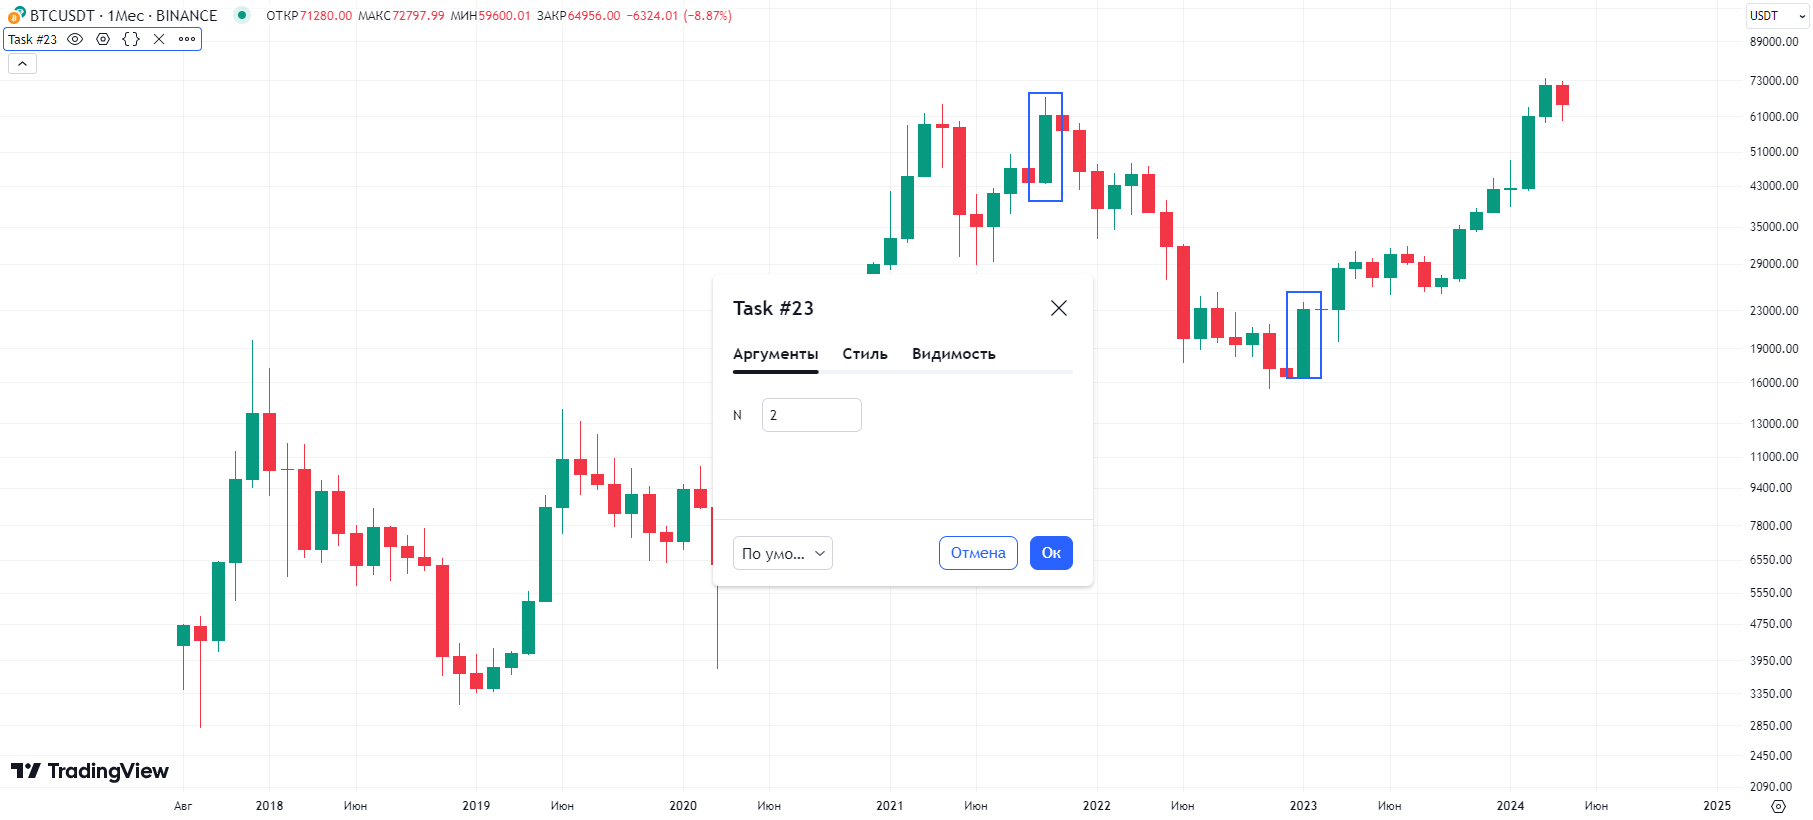 BTCUSDT · 1Мес · BINANCE ОТКР71280.00 МАКС72797.99 МИН59600.01 ЗАКР64956.00 −6324.01 (−8.87%)
USDT
Task #23
89000.00
73000.00
61000.00
51000.00
43000.00
35000.00
29000.00
23000.00
19000.00
16000.00
13000.00
11000.00
9400.00
7800.00
6550.00
5550.00
4750.00
3950.00
3350.00
2850.00
2450.00
2090.00
Task #23
Аргументы Стиль Видимость
N 2
По умо... Отмена Ок
TradingView
Авг 2018 Июн 2019 Июн 2020 Июн 2021 Июн 2022 Июн 2023 Июн 2024 Июн 2025